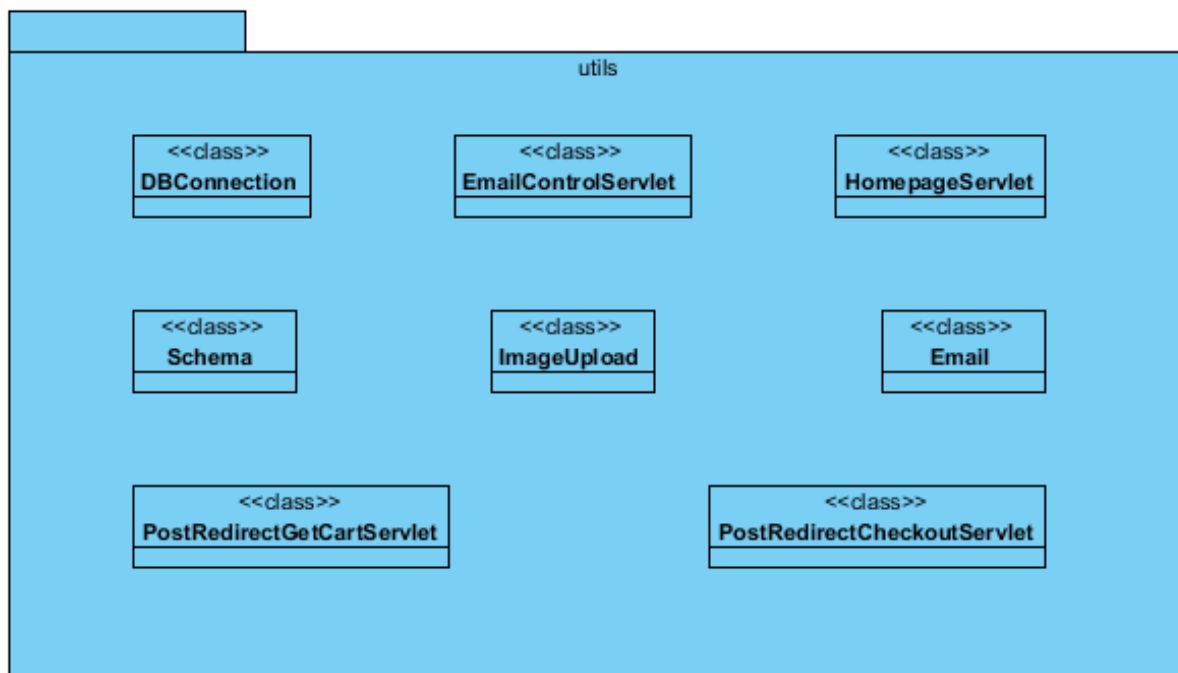 utils
<<class>>
DBConnection
<<class>>
EmailControlServlet
<<class>>
HomepageServlet
<<class>>
Schema
<<class>>
ImageUpload
<<class>>
Email
<<class>>
PostRedirectGetCartServlet
<<class>>
PostRedirectCheckoutServlet